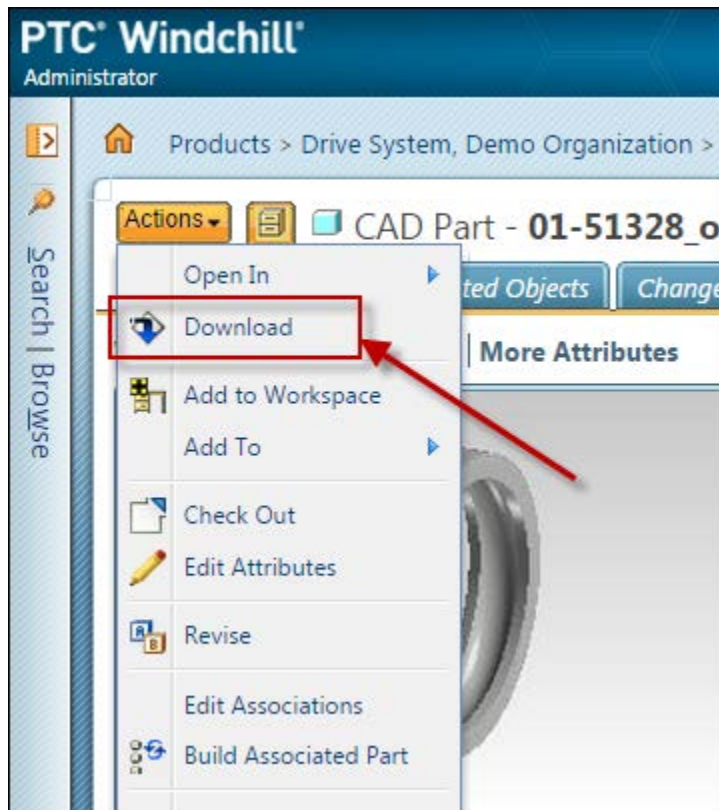 PTC® Windchill®
Administrator
Products > Drive System, Demo Organization >
Actions CAD Part - 01-51328_o
Open In
ted Objects Change
Download
More Attributes
Add to Workspace
Add To
Check Out
Edit Attributes
Revise
Edit Associations
Build Associated Part
Search | Browse